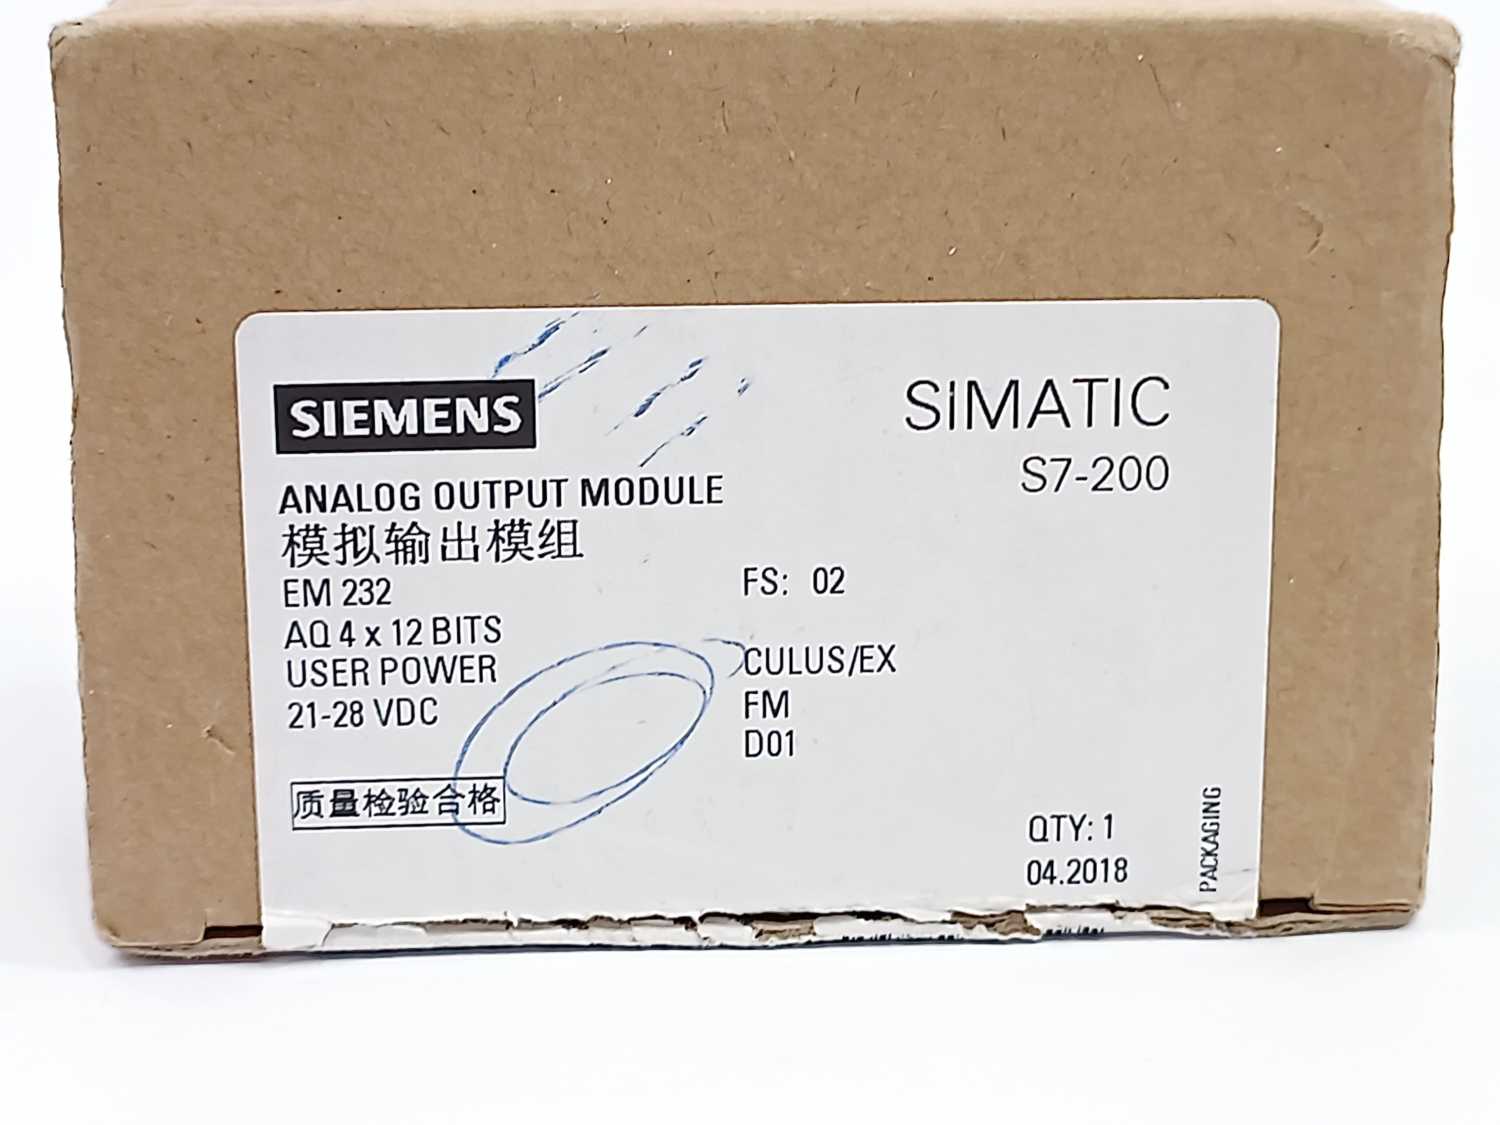 SIEMENS
SIMATIC
S7-200
ANALOG OUTPUT MODULE
模拟输出模组
EM 232
FS: 02
AQ 4 x 12 BITS
USER POWER
CULUS/EX
21-28 VDC
FM
D01
质量检验合格
QTY: 1
04.2018
PACKAGING